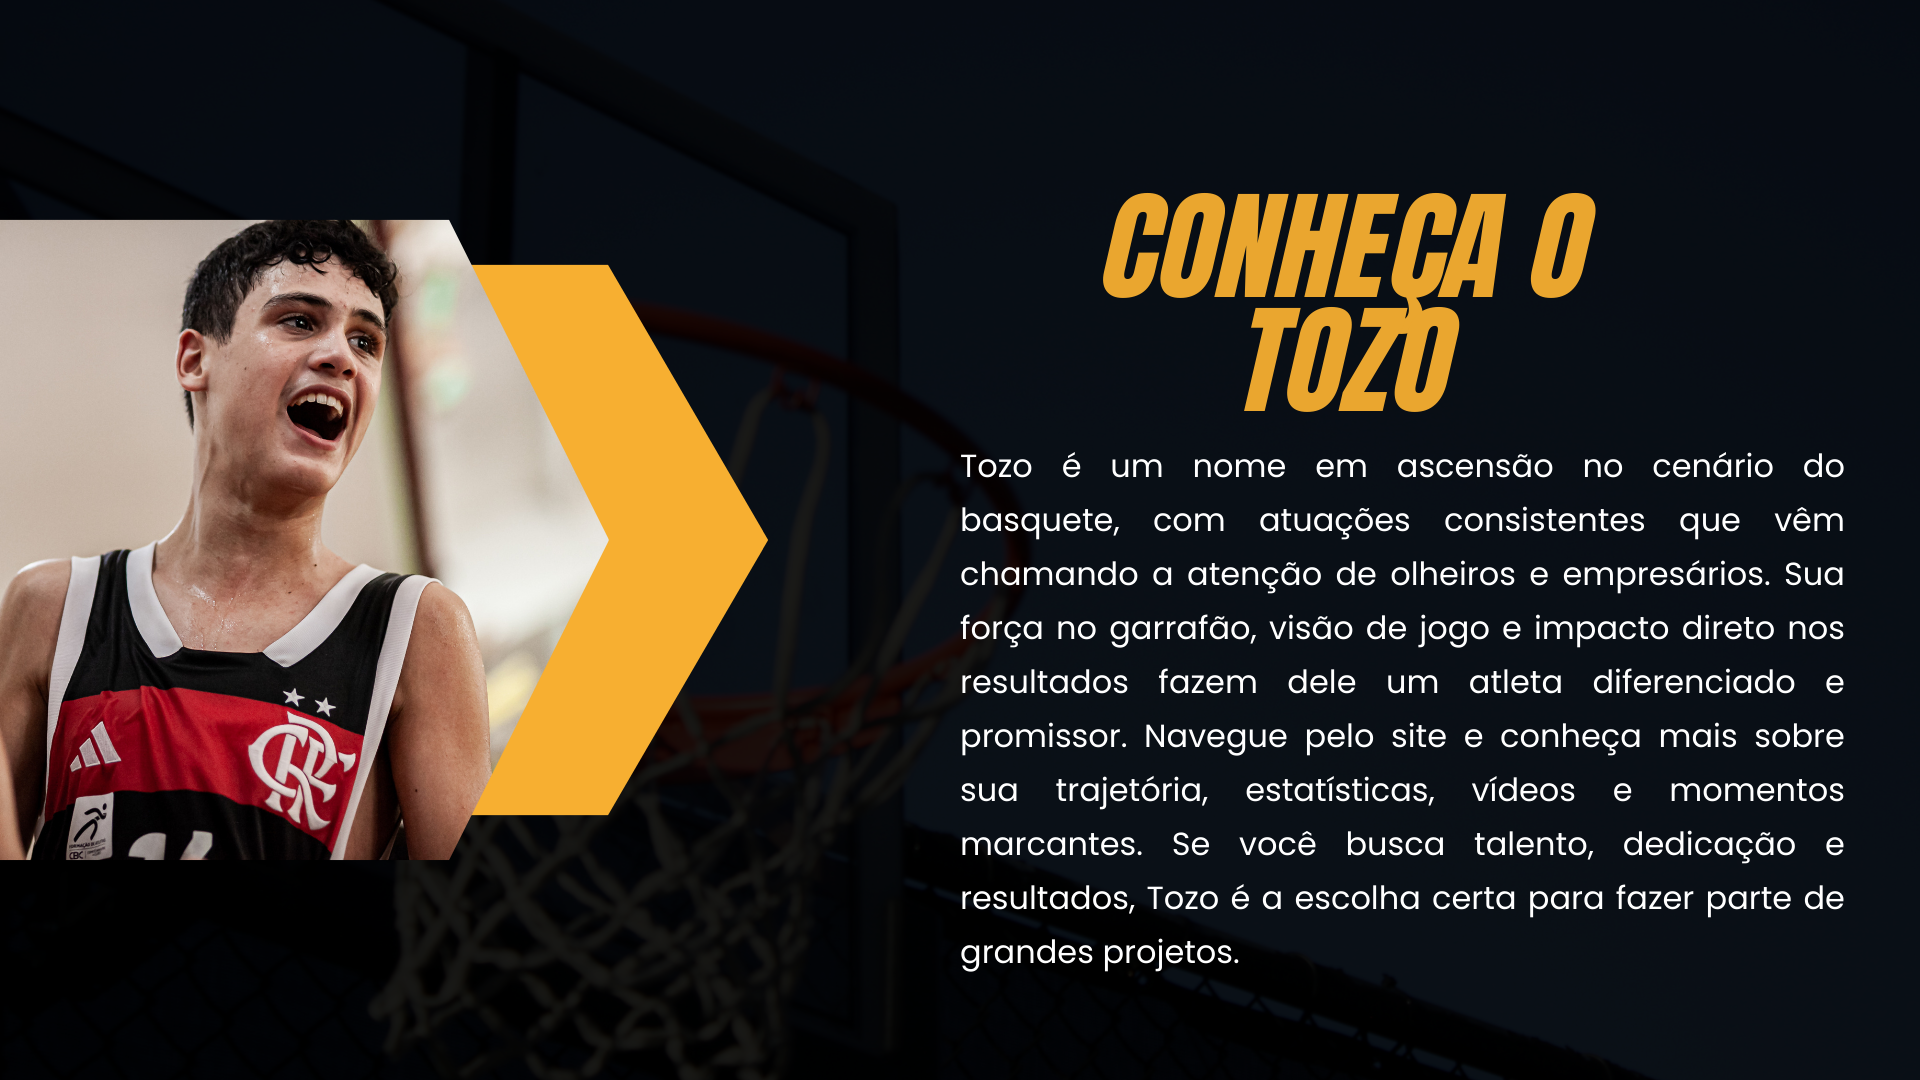 CONHEÇA O
TOZO
Tozo é um nome em ascensão no cenário do
basquete, com atuações consistentes que vêm
chamando a atenção de olheiros e empresários. Sua
força no garrafão, visão de jogo e impacto direto nos
resultados fazem dele um atleta diferenciado e
promissor. Navegue pelo site e conheça mais sobre
sua trajetória, estatísticas, vídeos e momentos
marcantes. Se você busca talento, dedicação e
resultados, Tozo é a escolha certa para fazer parte de
grandes projetos.
CRF
CBC